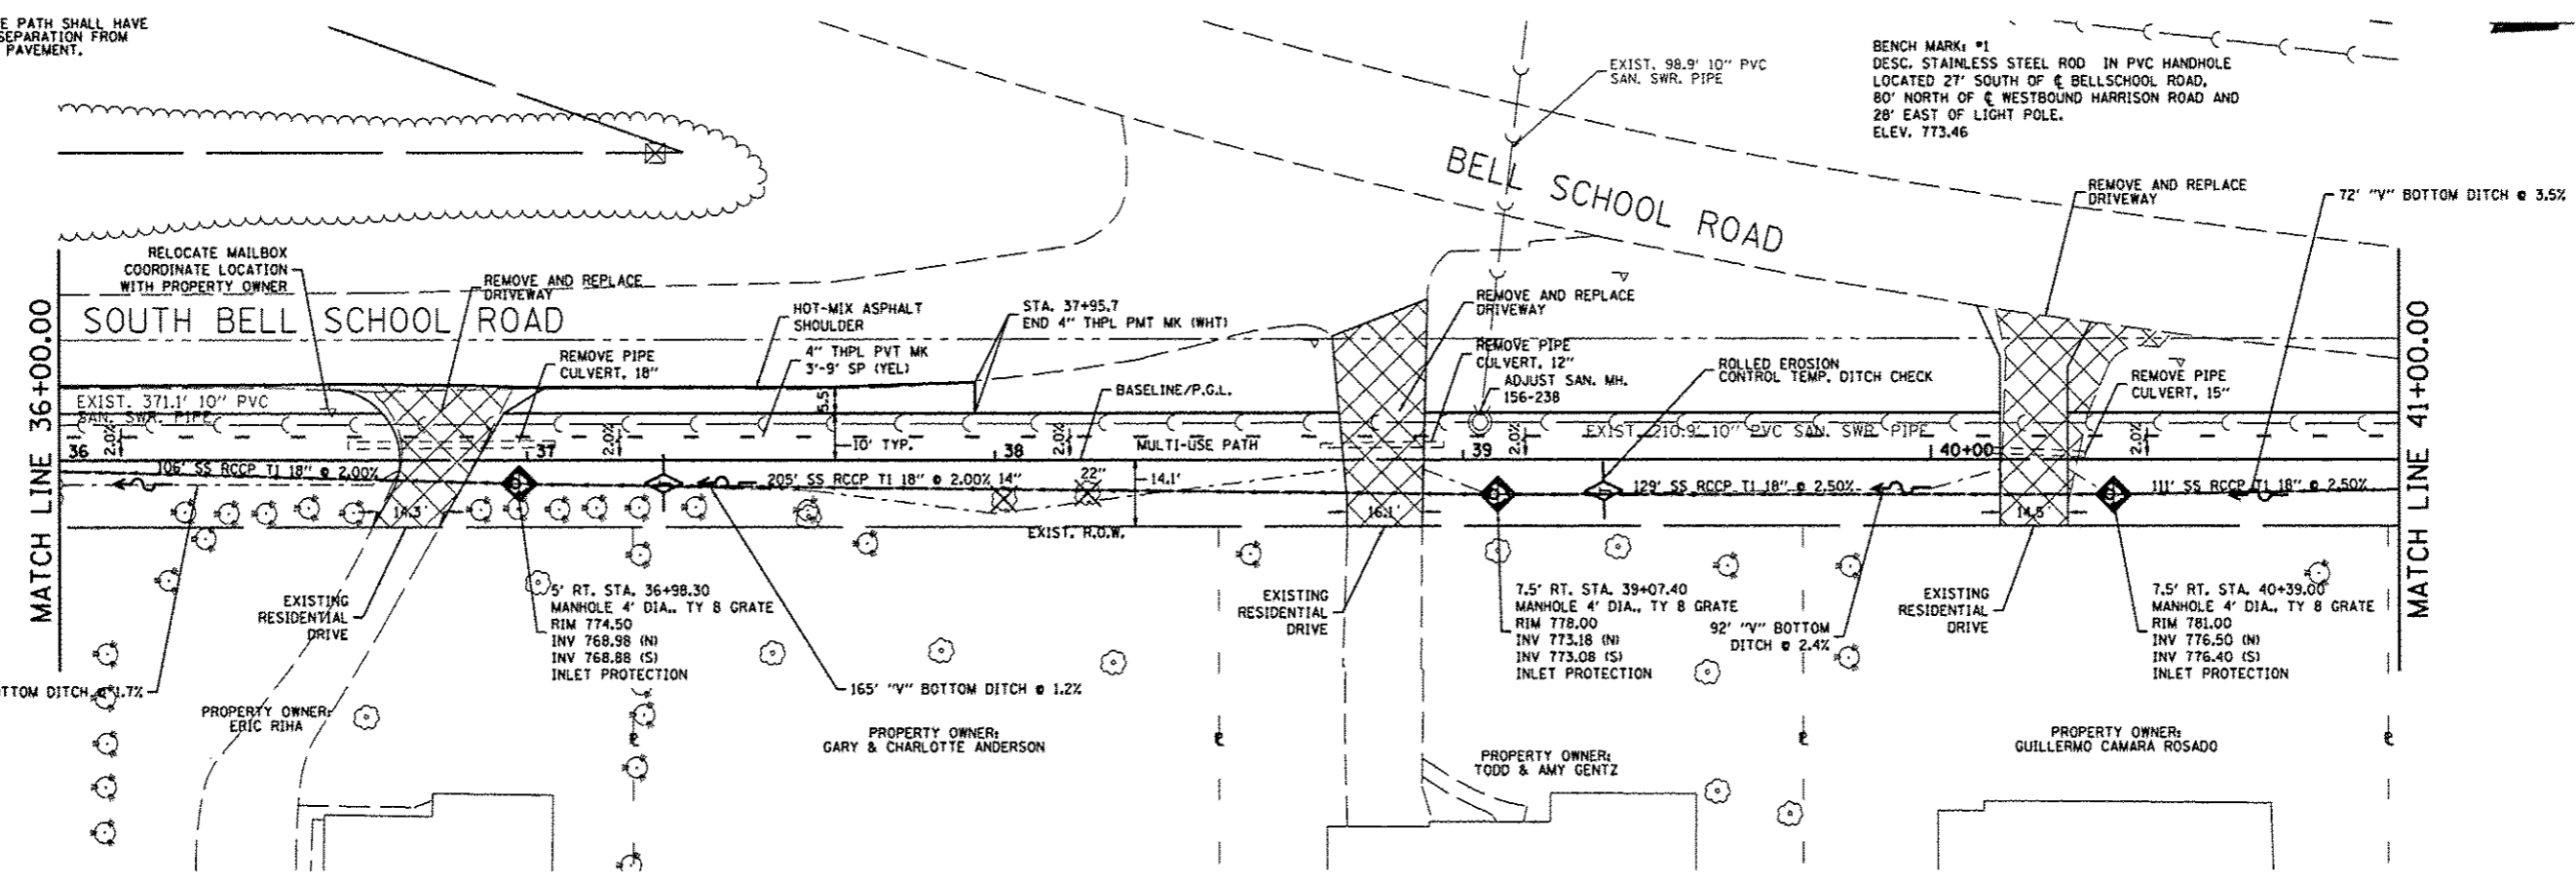 E PATH SHALL HAVE
SEPARATION FROM
PAVEMENT.
EXIST. 98.9' 10" PVC
SAN. SWR. PIPE
BENCH MARK: #1
DESC. STAINLESS STEEL ROD IN PVC HANDHOLE
LOCATED 27' SOUTH OF ℄ BELLSCHOOL ROAD,
80' NORTH OF ℄ WESTBOUND HARRISON ROAD AND
28' EAST OF LIGHT POLE.
ELEV. 773.46
BELL SCHOOL ROAD
REMOVE AND REPLACE
DRIVEWAY
72' "V" BOTTOM DITCH @ 3.5%
RELOCATE MAILBOX
COORDINATE LOCATION
WITH PROPERTY OWNER
REMOVE AND REPLACE
DRIVEWAY
SOUTH BELL SCHOOL ROAD
HOT-MIX ASPHALT
SHOULDER
STA. 37+95.7
END 4" THPL PMT MK (WHT)
REMOVE AND REPLACE
DRIVEWAY
REMOVE PIPE
CULVERT, 18"
4" THPL PVT MK
3'-9' SP (YEL)
BASELINE/P.G.L.
REMOVE PIPE
CULVERT, 12"
ADJUST SAN. MH.
156-238
ROLLED EROSION
CONTROL TEMP. DITCH CHECK
REMOVE PIPE
CULVERT, 15"
MATCH LINE 36+00.00
MATCH LINE 41+00.00
EXIST. 371.1' 10" PVC
SAN. SWR. PIPE
5.5'
EXIST. 210.9' 10" PVC SAN. SWR. PIPE
36
2.0%
37
2.0%
10' TYP.
38
2.0%
MULTI-USE PATH
39
2.0%
40+00
2.0%
106' SS RCCP T1 18" @ 2.00%
205' SS RCCP T1 18" @ 2.00%
14"
22"
14.1'
129' SS RCCP T1 18" @ 2.50%
111' SS RCCP T1 18" @ 2.50%
14.3'
16.1'
14.5'
EXIST. R.O.W.
EXISTING
RESIDENTIAL
DRIVE
5' RT. STA. 36+98.30
MANHOLE 4' DIA., TY 8 GRATE
RIM 774.50
INV 768.98 (N)
INV 768.88 (S)
INLET PROTECTION
EXISTING
RESIDENTIAL
DRIVE
7.5' RT. STA. 39+07.40
MANHOLE 4' DIA., TY 8 GRATE
RIM 778.00
INV 773.18 (N)
INV 773.08 (S)
INLET PROTECTION
92' "V" BOTTOM
DITCH @ 2.4%
EXISTING
RESIDENTIAL
DRIVE
7.5' RT. STA. 40+39.00
MANHOLE 4' DIA., TY 8 GRATE
RIM 781.00
INV 776.50 (N)
INV 776.40 (S)
INLET PROTECTION
TTOM DITCH @ 1.7%
165' "V" BOTTOM DITCH @ 1.2%
PROPERTY OWNER:
ERIC RIHA
PROPERTY OWNER:
GARY & CHARLOTTE ANDERSON
PROPERTY OWNER:
TODD & AMY GENTZ
PROPERTY OWNER:
GUILLERMO CAMARA ROSADO